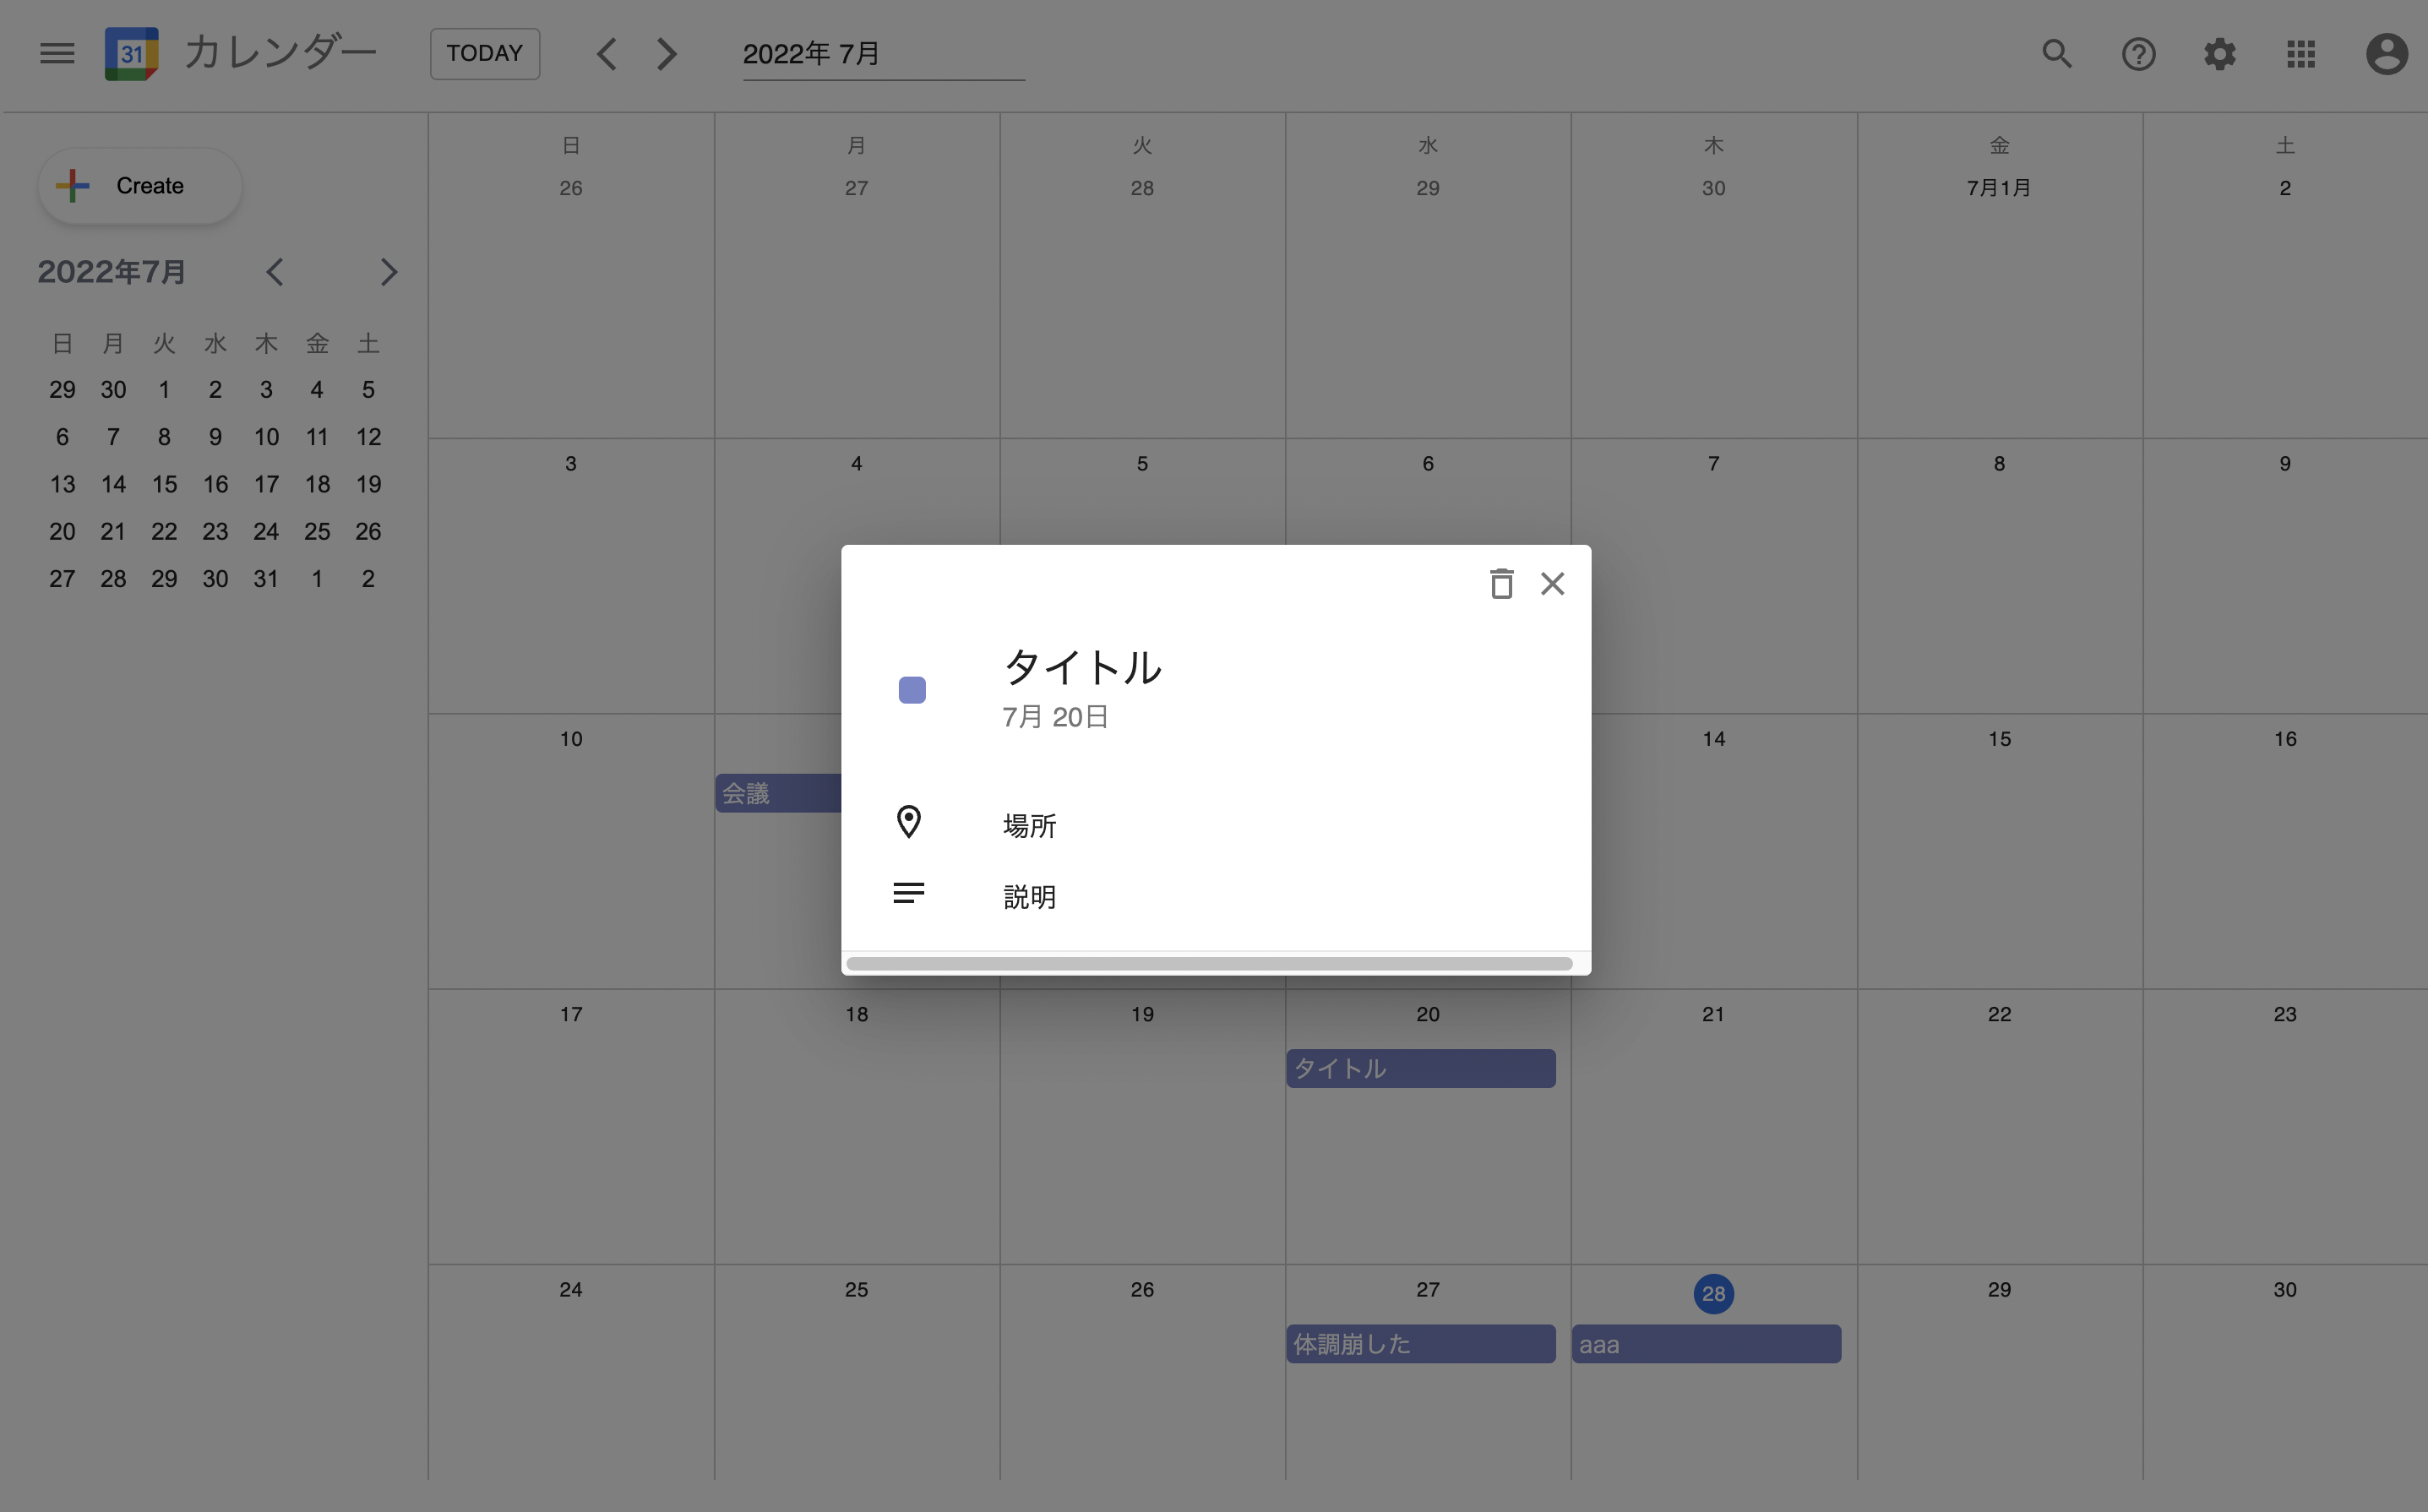 31 カレンダー TODAY 2022年 7月
Create
2022年7月
日 月 火 水 木 金 土
29 30 1 2 3 4 5
6 7 8 9 10 11 12
13 14 15 16 17 18 19
20 21 22 23 24 25 26
27 28 29 30 31 1 2
日 月 火 水 木 金 土
26 27 28 29 30 7月1月 2
3 4 5 6 7 8 9
10 14 15 16
会議
タイトル
7月 20日
場所
説明
17 18 19 20 21 22 23
タイトル
24 25 26 27 28 29 30
体調崩した aaa